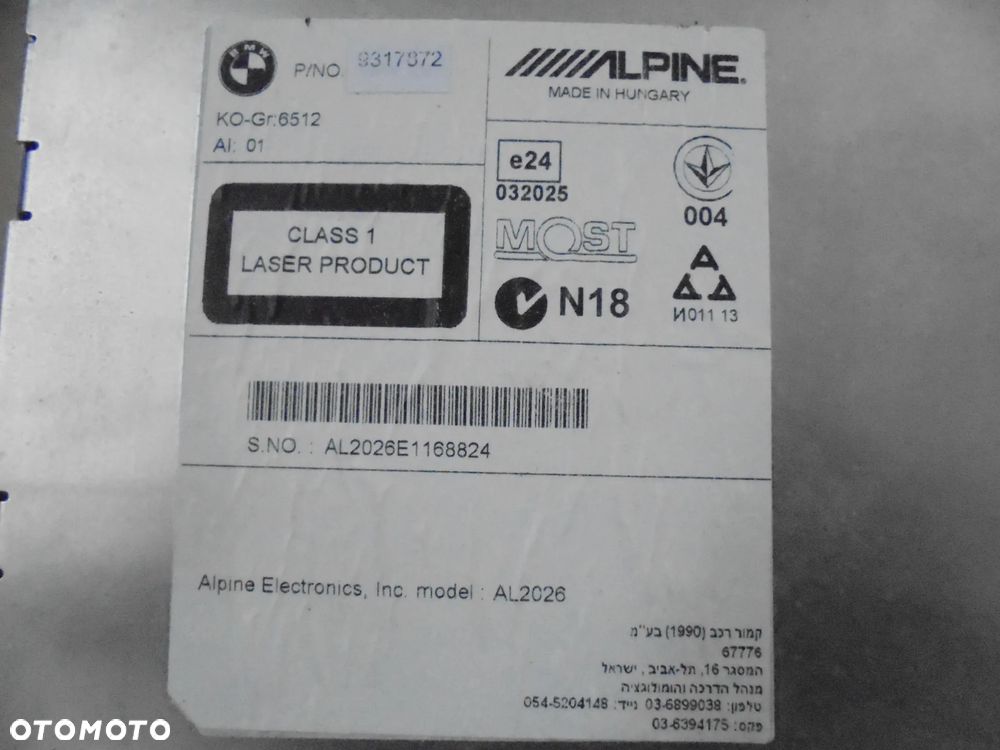 BMW
P/NO. 9317872
KO-Gr:6512
AI: 01
ALPINE®
MADE IN HUNGARY
CLASS 1
LASER PRODUCT
e24
032025
004
MOST
N18
И011 13
S.NO. : AL2026E1168824
Alpine Electronics, Inc. model : AL2026
קמור רכב (1990) בע"מ
67776
המסגר 16, תל-אביב, ישראל
מנהל הדרכה והומולוגציה
טלפון: 03-6899038 נייד: 054-5204148
פקס: 03-6394175
OTOMOTO